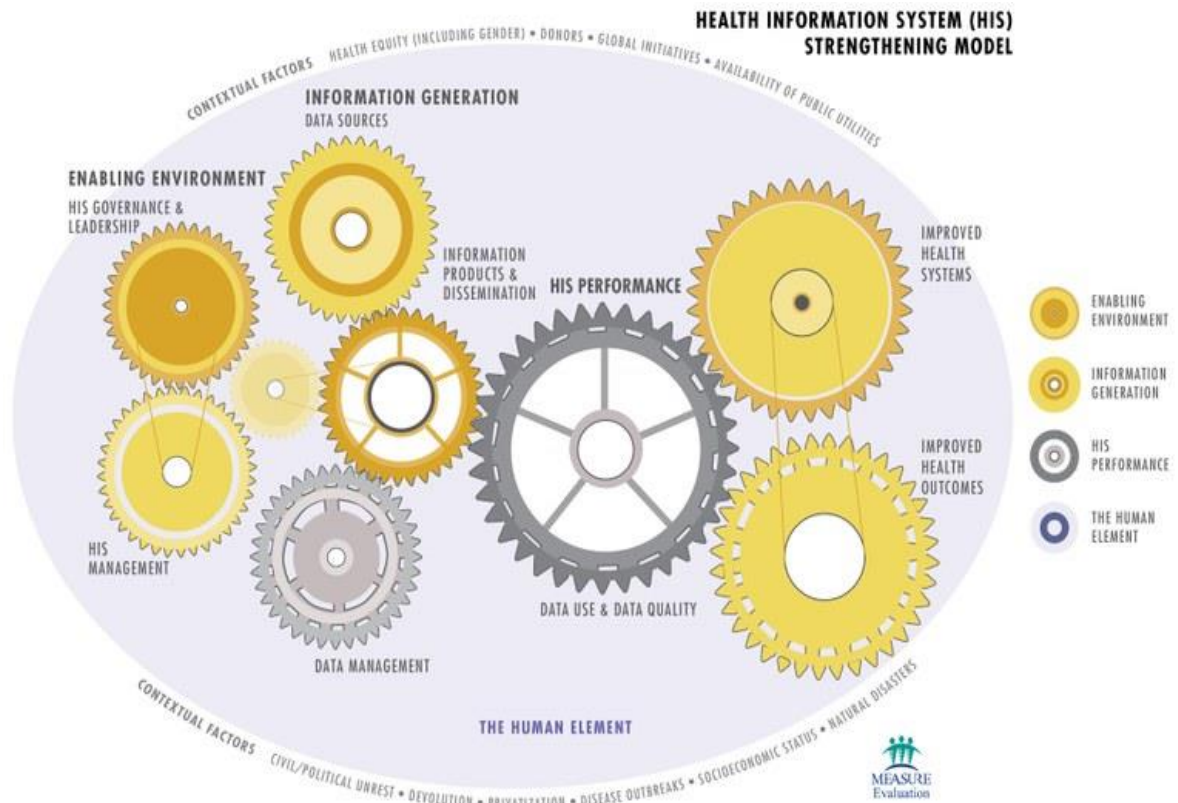 HEALTH INFORMATION SYSTEM (HIS)
STRENGTHENING MODEL
CONTEXTUAL FACTORS HEALTH EQUITY (INCLUDING GENDER) • DONORS • GLOBAL INITIATIVES • AVAILABILITY OF PUBLIC UTILITIES
INFORMATION GENERATION
DATA SOURCES
ENABLING ENVIRONMENT
HIS GOVERNANCE &
LEADERSHIP
INFORMATION
PRODUCTS &
DISSEMINATION
HIS PERFORMANCE
IMPROVED
HEALTH
SYSTEMS
HIS
MANAGEMENT
DATA MANAGEMENT
DATA USE & DATA QUALITY
IMPROVED
HEALTH
OUTCOMES
THE HUMAN ELEMENT
CONTEXTUAL FACTORS CIVIL/POLITICAL UNREST • DEVOLUTION • PRIVATIZATION • DISEASE OUTBREAKS • SOCIOECONOMIC STATUS • NATURAL DISASTERS
ENABLING
ENVIRONMENT
INFORMATION
GENERATION
HIS
PERFORMANCE
THE HUMAN
ELEMENT
MEASURE
Evaluation